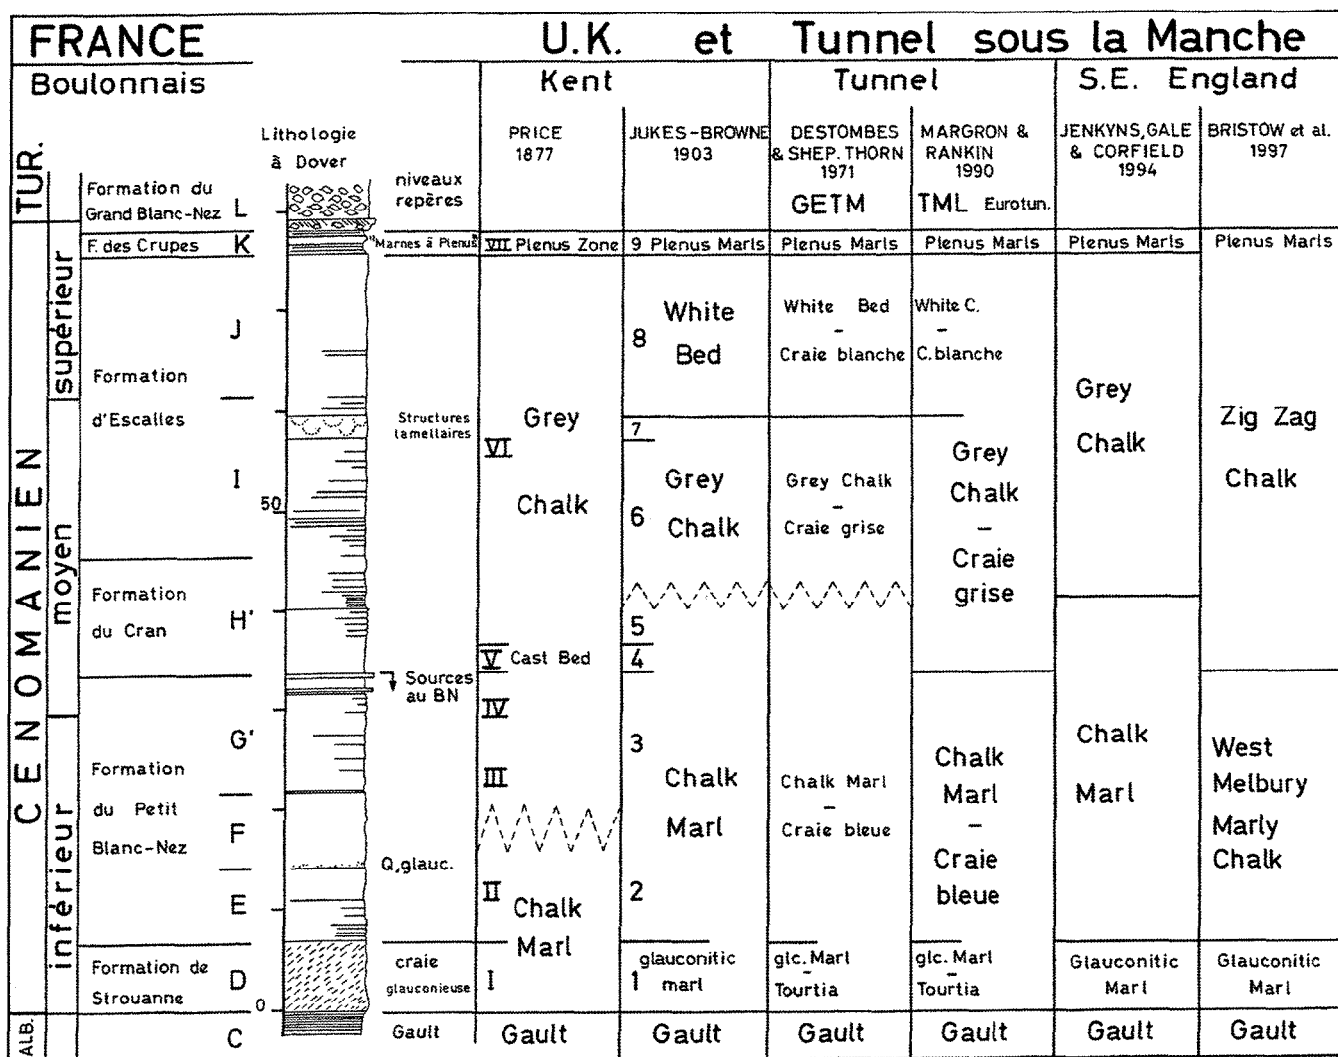 FRANCE
U.K. et Tunnel sous la Manche
Boulonnais
Kent
Tunnel
S.E. England
TUR.
Lithologie
à Dover
niveaux
repères
PRICE
1877
JUKES-BROWNE
1903
DESTOMBES
& SHEP. THORN
1971
GETM
MARGRON &
RANKIN
1990
TML Eurotun.
JENKYNS, GALE
& CORFIELD
1994
BRISTOW et al.
1997
Formation du
Grand Blanc-Nez L
F. des Crupes K
"Marnes à Plenus"
VII Plenus Zone
9 Plenus Marls
Plenus Marls
Plenus Marls
Plenus Marls
Plenus Marls
CENOMANIEN
supérieur
moyen
inférieur
J
Formation
d'Escalles
I
50
Structures
lamellaires
Grey
VI
Chalk
8
White
Bed
7
6
Grey
Chalk
White Bed
–
Craie blanche
White C.
–
C. blanche
Grey Chalk
–
Craie grise
Grey
Chalk
–
Craie
grise
Grey
Chalk
Zig Zag
Chalk
Formation
du Cran
H'
5
V Cast Bed
4
Sources
au BN
IV
G'
III
Formation
du Petit
Blanc-Nez
F
E
Q, glauc.
II
Chalk
Marl
3
Chalk
Marl
2
Chalk Marl
–
Craie bleue
Chalk
Marl
–
Craie
bleue
Chalk
Marl
West
Melbury
Marly
Chalk
Formation de
Strouanne
D
0
craie
glauconieuse
I
1
glauconitic
marl
glc. Marl
–
Tourtia
glc. Marl
–
Tourtia
Glauconitic
Marl
Glauconitic
Marl
ALB.
C
Gault
Gault
Gault
Gault
Gault
Gault
Gault